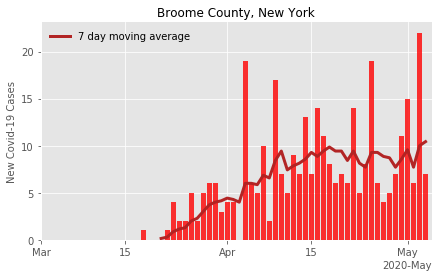 Broome County, New York
7 day moving average
New Covid-19 Cases
20
15
10
5
0
Mar
15
Apr
15
May
2020-May